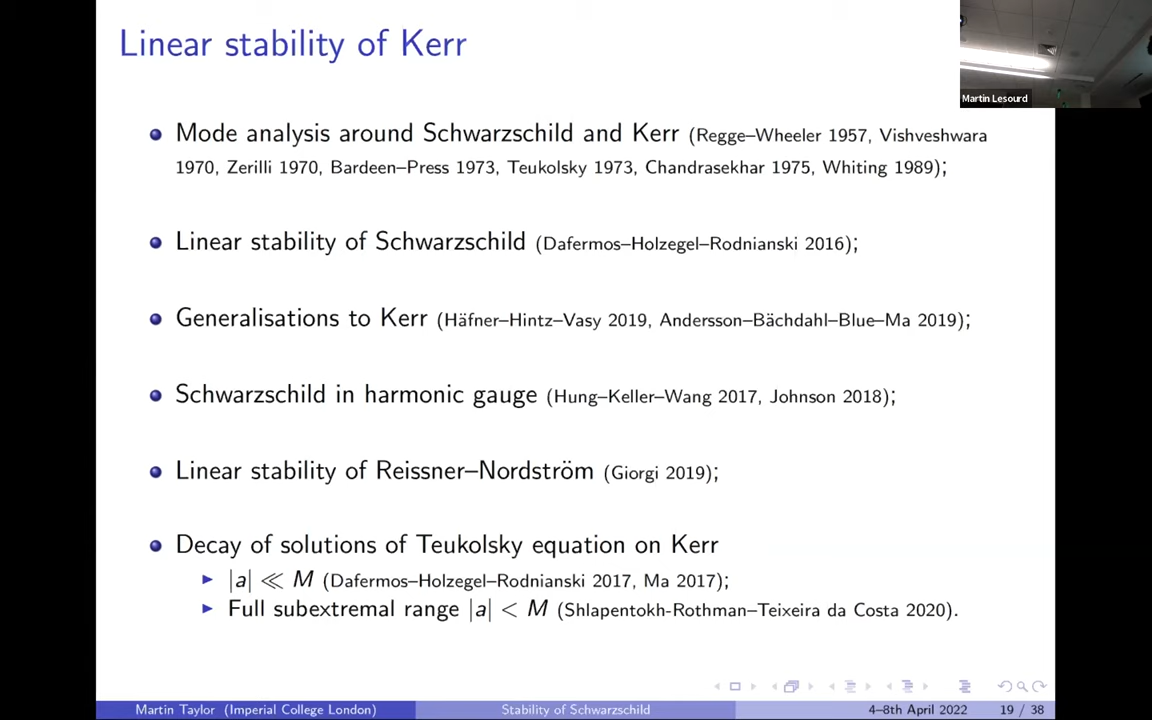 Linear stability of Kerr
Martin Lesourd
Mode analysis around Schwarzschild and Kerr (Regge–Wheeler 1957, Vishveshwara
1970, Zerilli 1970, Bardeen–Press 1973, Teukolsky 1973, Chandrasekhar 1975, Whiting 1989);
Linear stability of Schwarzschild (Dafermos–Holzegel–Rodnianski 2016);
Generalisations to Kerr (Häfner–Hintz–Vasy 2019, Andersson–Bächdahl–Blue–Ma 2019);
Schwarzschild in harmonic gauge (Hung–Keller–Wang 2017, Johnson 2018);
Linear stability of Reissner–Nordström (Giorgi 2019);
Decay of solutions of Teukolsky equation on Kerr
|a| ≪ M (Dafermos–Holzegel–Rodnianski 2017, Ma 2017);
Full subextremal range |a| < M (Shlapentokh-Rothman–Teixeira da Costa 2020).
Martin Taylor (Imperial College London) Stability of Schwarzschild 4–8th April 2022 19 / 38